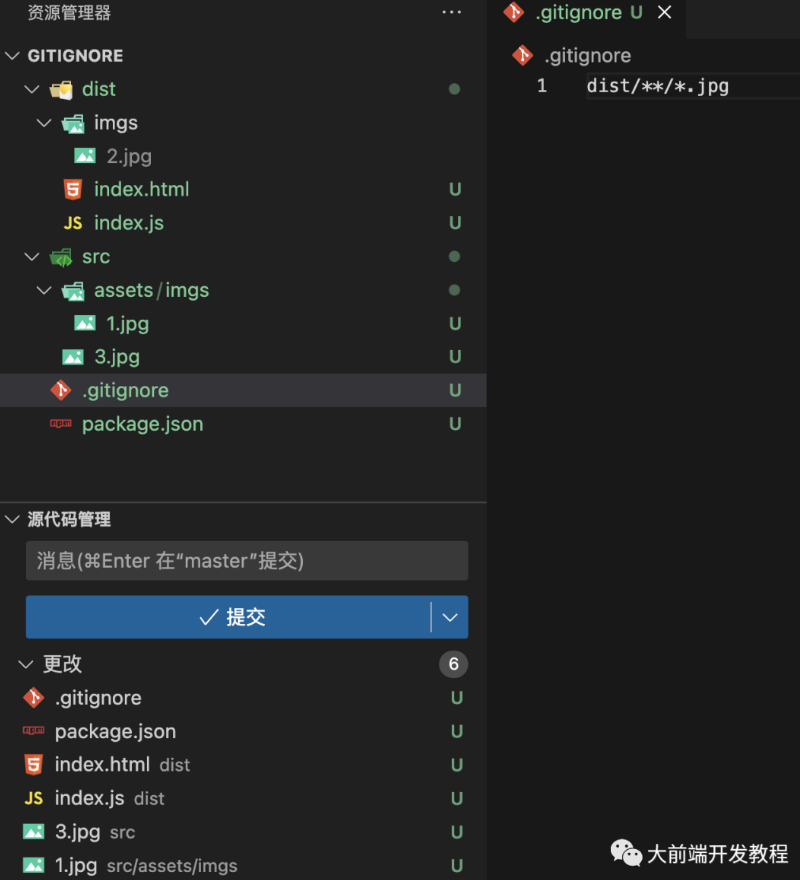 资源管理器 ···
GITIGNORE
dist
imgs
2.jpg
index.html U
JS index.js U
src
assets/imgs
1.jpg U
3.jpg U
.gitignore U
package.json U
源代码管理
消息(⌘Enter 在“master”提交)
提交
更改 6
.gitignore U
package.json U
index.html dist U
JS index.js dist U
3.jpg src U
1.jpg src/assets/imgs U
.gitignore U
.gitignore
1 dist/**/*.jpg
大前端开发教程